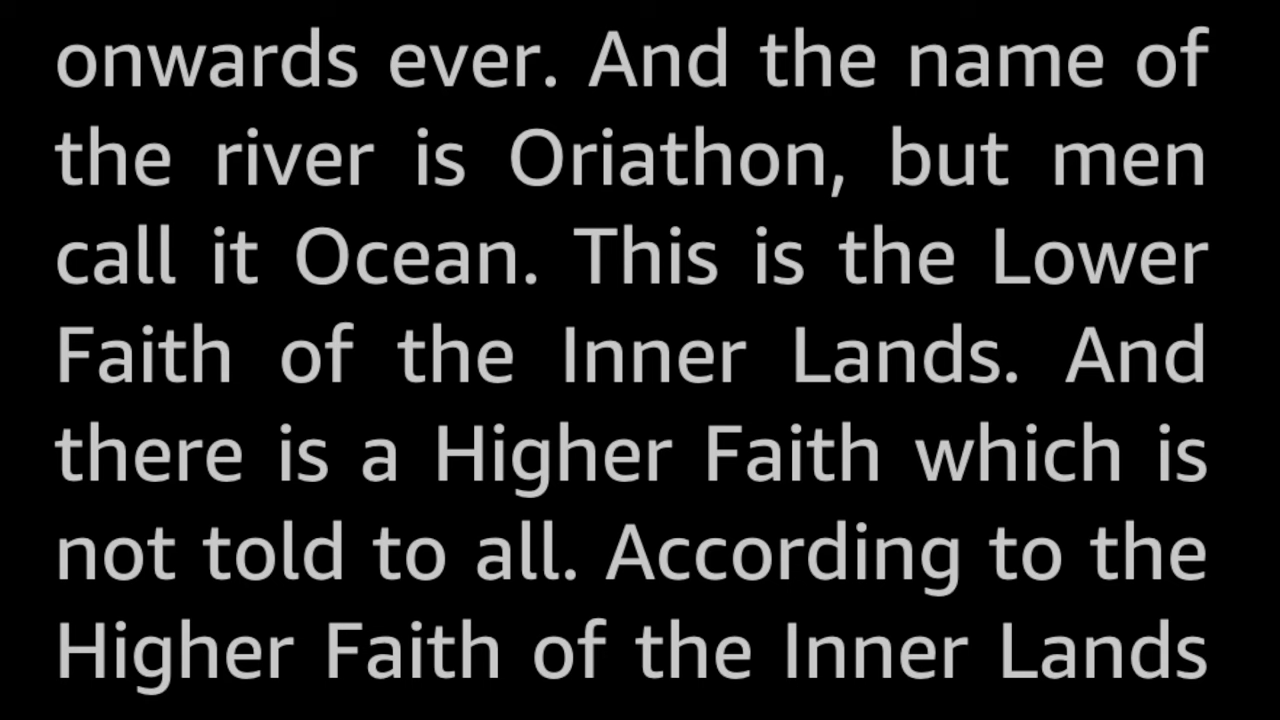 onwards ever. And the name of
the river is Oriathon, but men
call it Ocean. This is the Lower
Faith of the Inner Lands. And
there is a Higher Faith which is
not told to all. According to the
Higher Faith of the Inner Lands